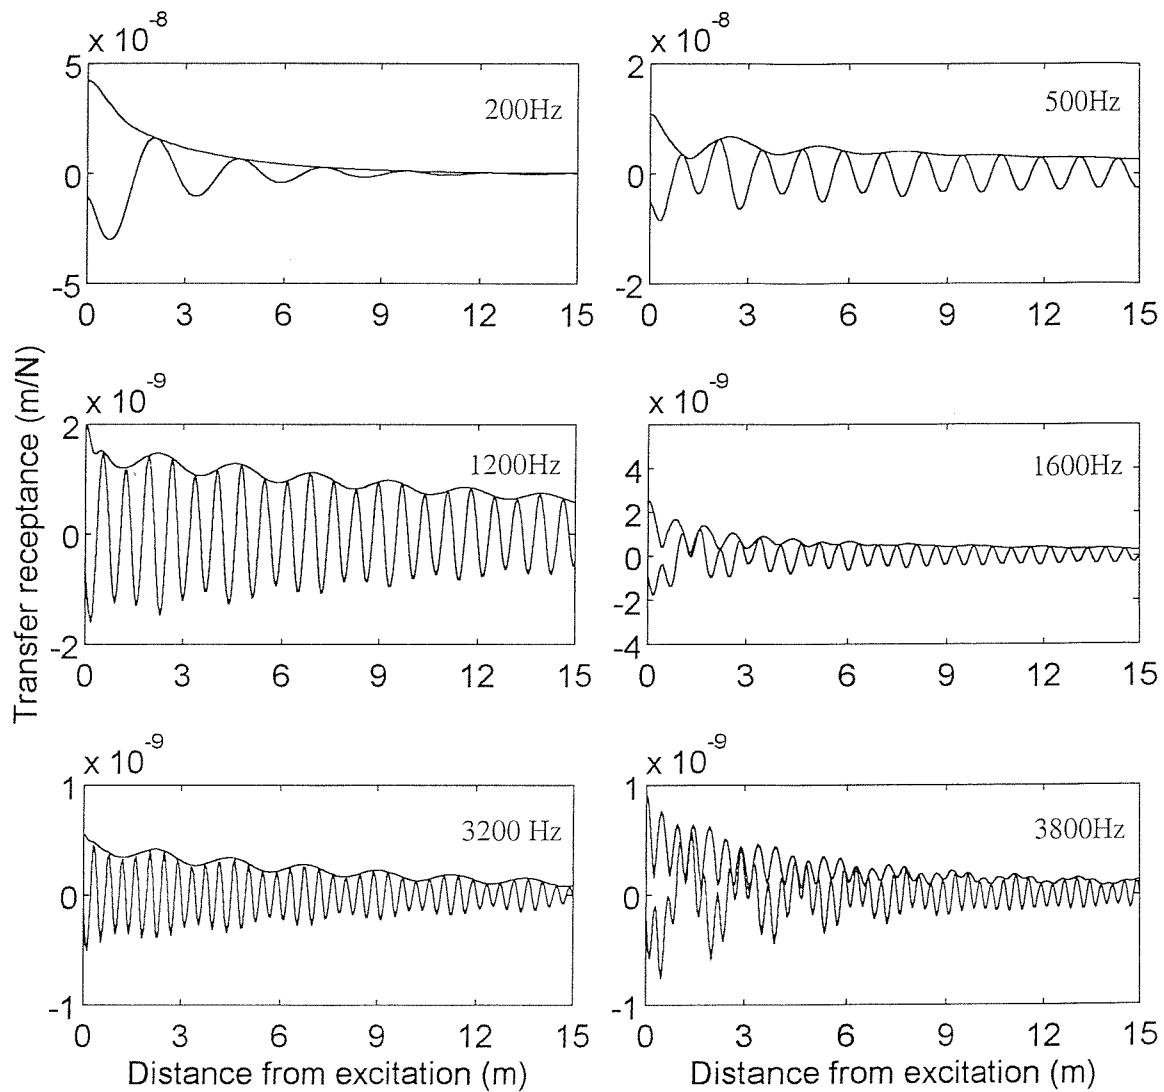 x 10-8
5
0
-5
200Hz
0 3 6 9 12 15
x 10-8
2
0
-2
500Hz
0 3 6 9 12 15
Transfer receptance (m/N)
x 10-9
2
0
-2
1200Hz
0 3 6 9 12 15
x 10-9
4
2
0
-2
-4
1600Hz
0 3 6 9 12 15
x 10-9
1
0
-1
3200 Hz
0 3 6 9 12 15
Distance from excitation (m)
x 10-9
1
0
-1
3800Hz
0 3 6 9 12 15
Distance from excitation (m)